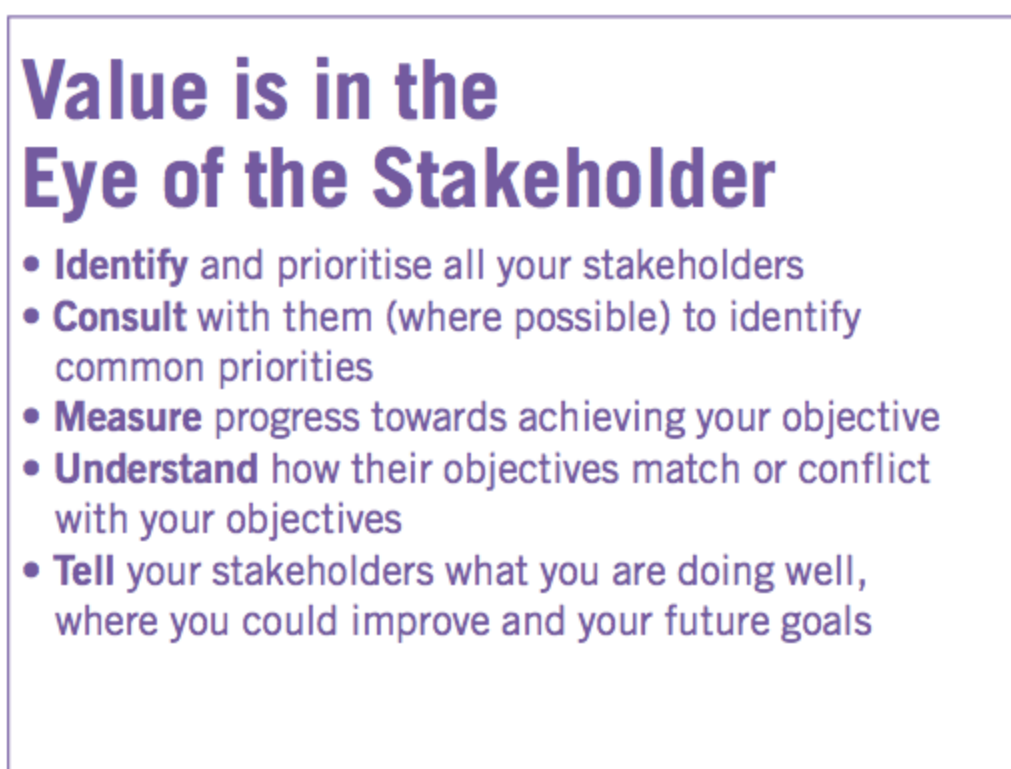 Value is in the
Eye of the Stakeholder
• Identify and prioritise all your stakeholders
• Consult with them (where possible) to identify
common priorities
• Measure progress towards achieving your objective
• Understand how their objectives match or conflict
with your objectives
• Tell your stakeholders what you are doing well,
where you could improve and your future goals